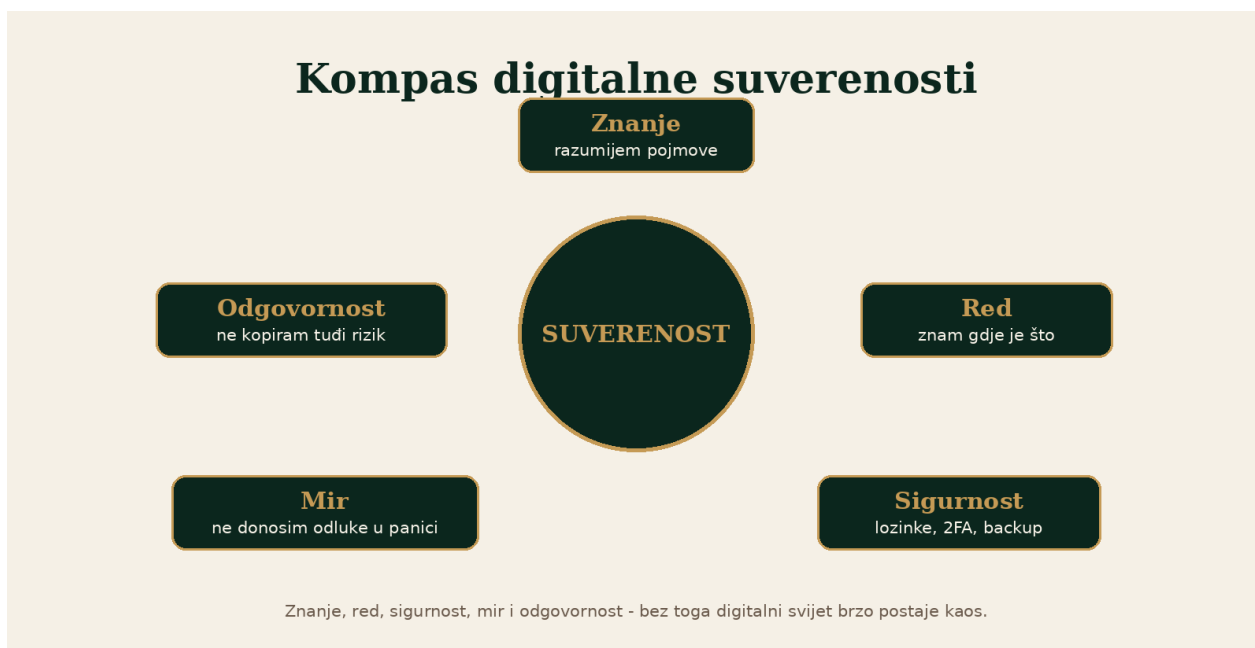 Kompas digitalne suverenosti
Znanje
razumijem pojmove
Odgovornost
ne kopiram tuđi rizik
SUVERENOST
Red
znam gdje je što
Mir
ne donosim odluke u panici
Sigurnost
lozinke, 2FA, backup
Znanje, red, sigurnost, mir i odgovornost - bez toga digitalni svijet brzo postaje kaos.